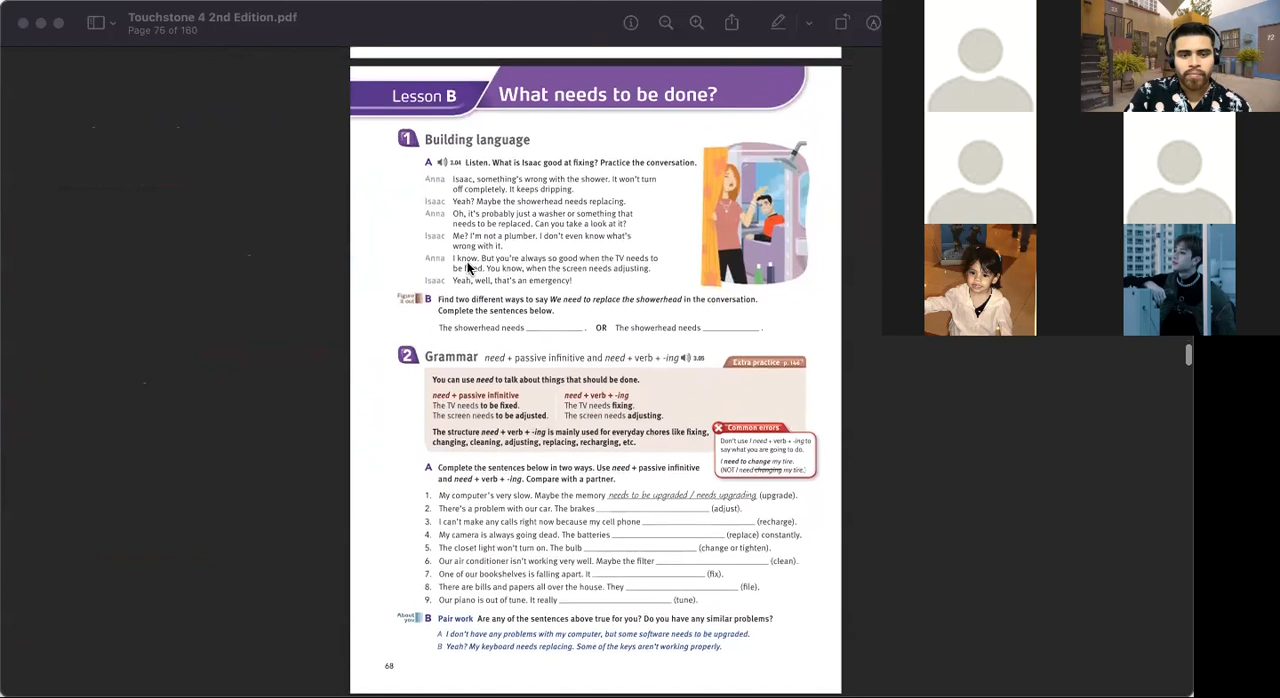 Touchstone 4 2nd Edition.pdf
Page 76 of 160
Lesson B
What needs to be done?
1 Building language
A 3.04 Listen. What is Isaac good at fixing? Practice the conversation.
Anna Isaac, something's wrong with the shower. It won't turn
off completely. It keeps dripping.
Isaac Yeah? Maybe the showerhead needs replacing.
Anna Oh, it's probably just a washer or something that
needs to be replaced. Can you take a look at it?
Isaac Me? I'm not a plumber. I don't even know what's
wrong with it.
Anna I know. But you're always so good when the TV needs to
be fixed. You know, when the screen needs adjusting.
Isaac Yeah, well, that's an emergency!
Figure it out
B Find two different ways to say We need to replace the showerhead in the conversation.
Complete the sentences below.
The showerhead needs ____________ . OR The showerhead needs ____________ .
2 Grammar need + passive infinitive and need + verb + -ing 3.05
Extra practice p. 146
You can use need to talk about things that should be done.
need + passive infinitive
The TV needs to be fixed.
The screen needs to be adjusted.
need + verb + -ing
The TV needs fixing.
The screen needs adjusting.
The structure need + verb + -ing is mainly used for everyday chores like fixing,
changing, cleaning, adjusting, replacing, recharging, etc.
Common errors
Don't use I need + verb + -ing to
say what you are going to do.
I need to change my tire.
(NOT I need changing my tire.)
A Complete the sentences below in two ways. Use need + passive infinitive
and need + verb + -ing. Compare with a partner.
1. My computer's very slow. Maybe the memory needs to be upgraded / needs upgrading (upgrade).
2. There's a problem with our car. The brakes ____________ (adjust).
3. I can't make any calls right now because my cell phone ____________ (recharge).
4. My camera is always going dead. The batteries ____________ (replace) constantly.
5. The closet light won't turn on. The bulb ____________ (change or tighten).
6. Our air conditioner isn't working very well. Maybe the filter ____________ (clean).
7. One of our bookshelves is falling apart. It ____________ (fix).
8. There are bills and papers all over the house. They ____________ (file).
9. Our piano is out of tune. It really ____________ (tune).
About you
B Pair work Are any of the sentences above true for you? Do you have any similar problems?
A I don't have any problems with my computer, but some software needs to be upgraded.
B Yeah? My keyboard needs replacing. Some of the keys aren't working properly.
68